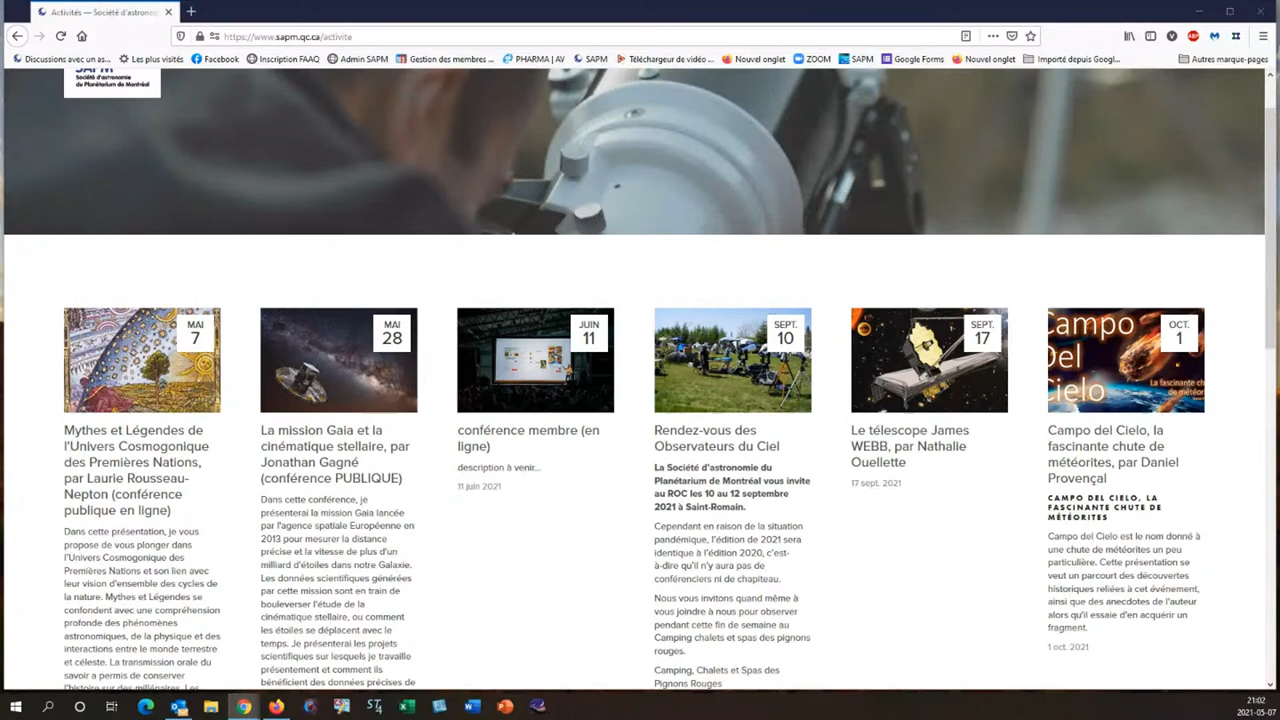 Activités — Société d'astronom
https://www.sapm.qc.ca/activite
Discussions avec un as...
Les plus visités
Facebook
Inscription FAAQ
Admin SAPM
Gestion des membres ...
PHARMA | AV
SAPM
Téléchargeur de vidéo ...
Nouvel onglet
ZOOM
SAPM
Google Forms
Nouvel onglet
Importé depuis Googl...
Autres marque-pages
SAPM
Société d'astronomie
du Planétarium de Montréal
MAI
7
Mythes et Légendes de
l'Univers Cosmogonique
des Premières Nations,
par Laurie Rousseau-
Nepton (conférence
publique en ligne)
Dans cette présentation, je vous
propose de vous plonger dans
l'Univers Cosmogonique des
Premières Nations et son lien avec
leur vision d'ensemble des cycles de
la nature. Mythes et Légendes se
confondent avec une compréhension
profonde des phénomènes
astronomiques, de la physique et des
interactions entre le monde terrestre
et céleste. La transmission orale du
savoir a permis de conserver
l'histoire sur des millénaires. Les
MAI
28
La mission Gaia et la
cinématique stellaire, par
Jonathan Gagné
(conférence PUBLIQUE)
Dans cette conférence, je
présenterai la mission Gaia lancée
par l'agence spatiale Européenne en
2013 pour mesurer la distance
précise et la vitesse de plus d'un
milliard d'étoiles dans notre Galaxie.
Les données scientifiques générées
par cette mission sont en train de
bouleverser l'étude de la
cinématique stellaire, ou comment
les étoiles se déplacent avec le
temps. Je présenterai les projets
scientifiques sur lesquels je travaille
présentement et comment ils
bénéficient des données précises de
JUIN
11
conférence membre (en
ligne)
description à venir...
11 juin 2021
SEPT.
10
Rendez-vous des
Observateurs du Ciel
La Société d'astronomie du
Planétarium de Montréal vous invite
au ROC les 10 au 12 septembre
2021 à Saint-Romain.
Cependant en raison de la situation
pandémique, l'édition de 2021 sera
identique à l'édition 2020, c'est-
à-dire qu'il n'y aura pas de
conférenciers ni de chapiteau.
Nous vous invitons quand même à
vous joindre à nous pour observer
pendant cette fin de semaine au
Camping chalets et spas des pignons
rouges.
Camping, Chalets et Spas des
Pignons Rouges
SEPT.
17
Le télescope James
WEBB, par Nathalie
Ouellette
17 sept. 2021
Campo
Del
Cielo
La fascinante ch
de météor
OCT.
1
Campo del Cielo, la
fascinante chute de
météorites, par Daniel
Provençal
CAMPO DEL CIELO, LA
FASCINANTE CHUTE DE
MÉTÉORITES
Campo del Cielo est le nom donné à
une chute de météorites un peu
particulière. Cette présentation se
veut un parcours des découvertes
historiques reliées à cet événement,
ainsi que des anecdotes de l'auteur
alors qu'il essaie d'en acquérir un
fragment.
1 oct. 2021
21:02
2021-05-07